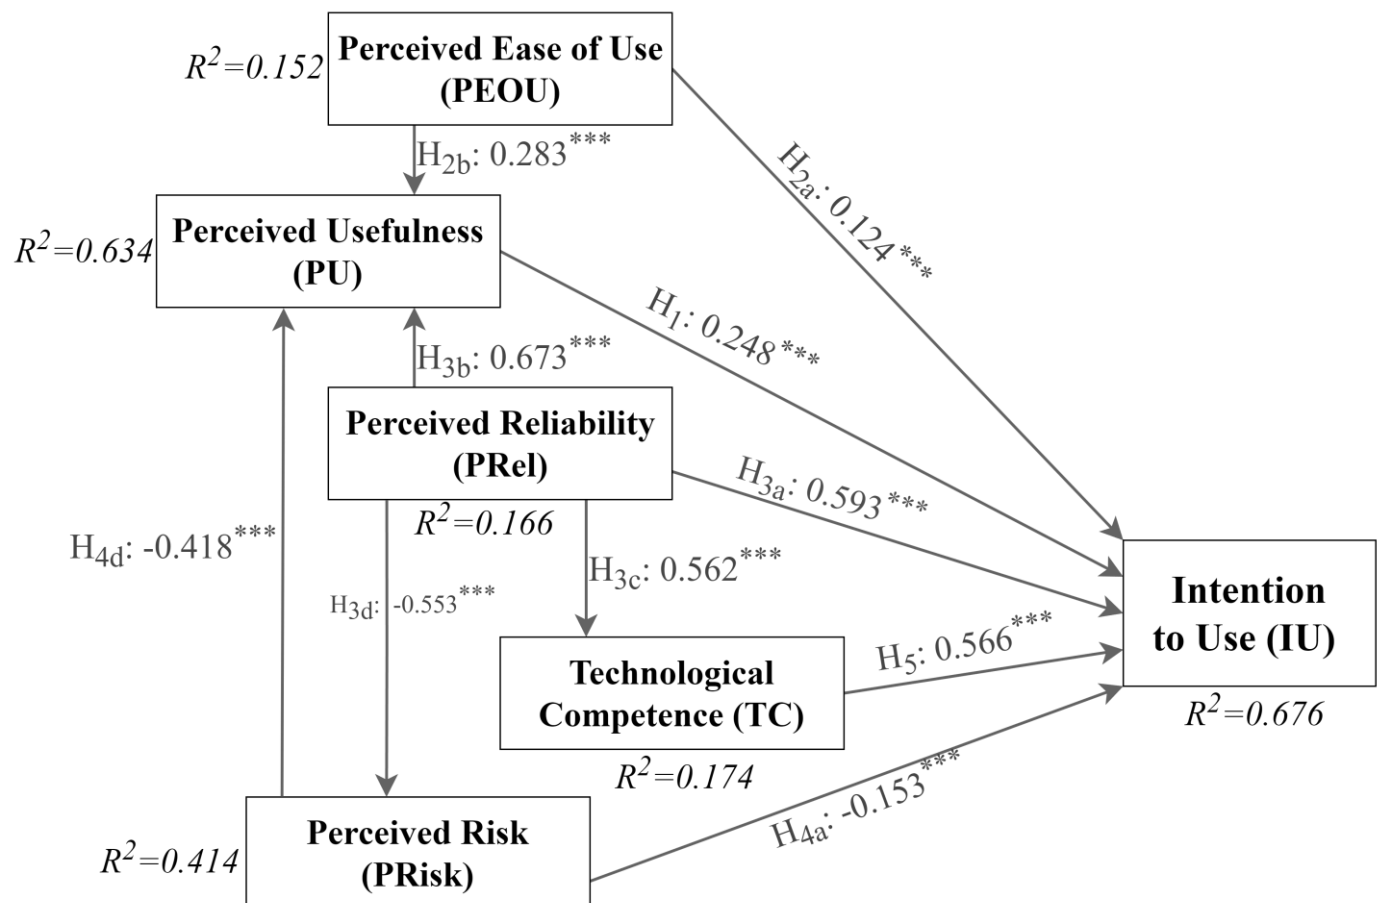 Perceived Ease of Use
(PEOU)
R²=0.152
H₂b: 0.283***
H₂a: 0.124***
Perceived Usefulness
(PU)
R²=0.634
H₁: 0.248***
H₃b: 0.673***
Perceived Reliability
(PRel)
R²=0.166
H₃a: 0.593***
H₄d: -0.418***
H₃d: -0.553***
H₃c: 0.562***
Intention
to Use (IU)
R²=0.676
H₅: 0.566***
Technological
Competence (TC)
R²=0.174
H₄a: -0.153***
Perceived Risk
(PRisk)
R²=0.414